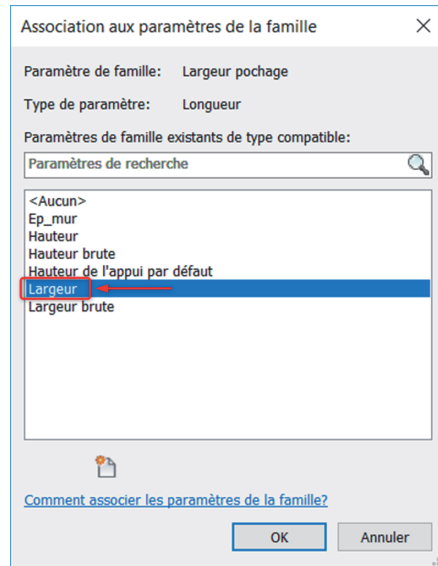 Association aux paramètres de la famille
Paramètre de famille: Largeur pochage
Type de paramètre: Longueur
Paramètres de famille existants de type compatible:
Paramètres de recherche
<Aucun>
Ep_mur
Hauteur
Hauteur brute
Hauteur de l'appui par défaut
Largeur
Largeur brute
Comment associer les paramètres de la famille?
OK Annuler